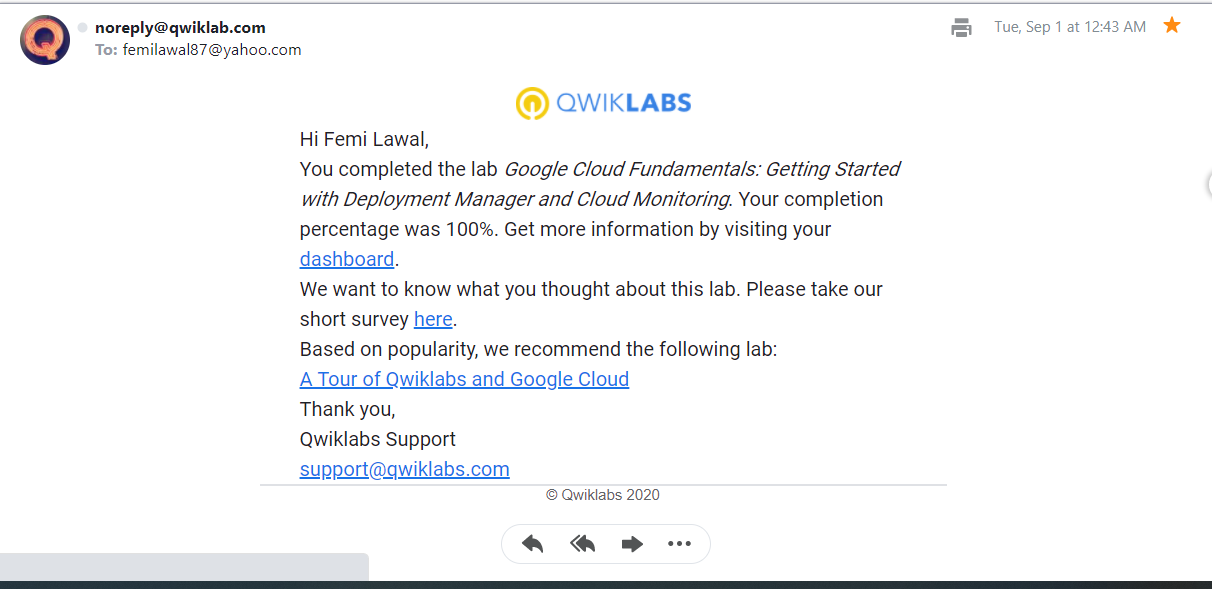 noreply@qwiklab.com
Tue, Sep 1 at 12:43 AM
To: femilawal87@yahoo.com
QWIKLABS
Hi Femi Lawal,
You completed the lab Google Cloud Fundamentals: Getting Started
with Deployment Manager and Cloud Monitoring. Your completion
percentage was 100%. Get more information by visiting your
dashboard.
We want to know what you thought about this lab. Please take our
short survey here.
Based on popularity, we recommend the following lab:
A Tour of Qwiklabs and Google Cloud
Thank you,
Qwiklabs Support
support@qwiklabs.com
© Qwiklabs 2020